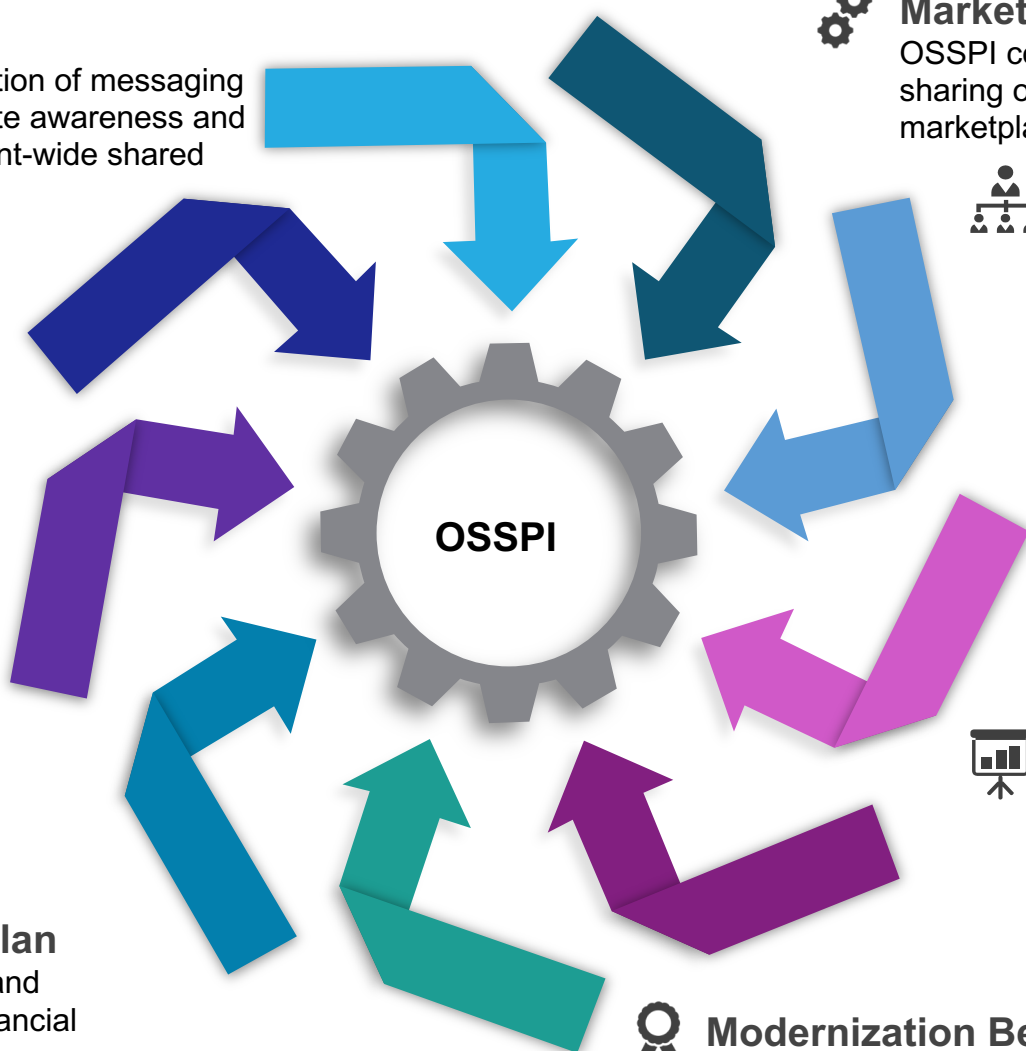 Market
OSSPI co
sharing o
marketpla
tion of messaging
te awareness and
nt-wide shared
OSSPI
lan
and
ancial
Modernization Be